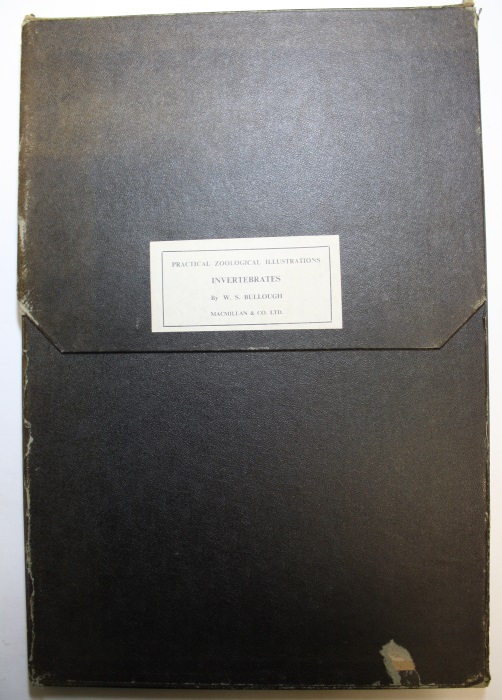 PRACTICAL ZOOLOGICAL ILLUSTRATIONS
INVERTEBRATES
By W. S. BULLOUGH
MACMILLAN & CO. LTD